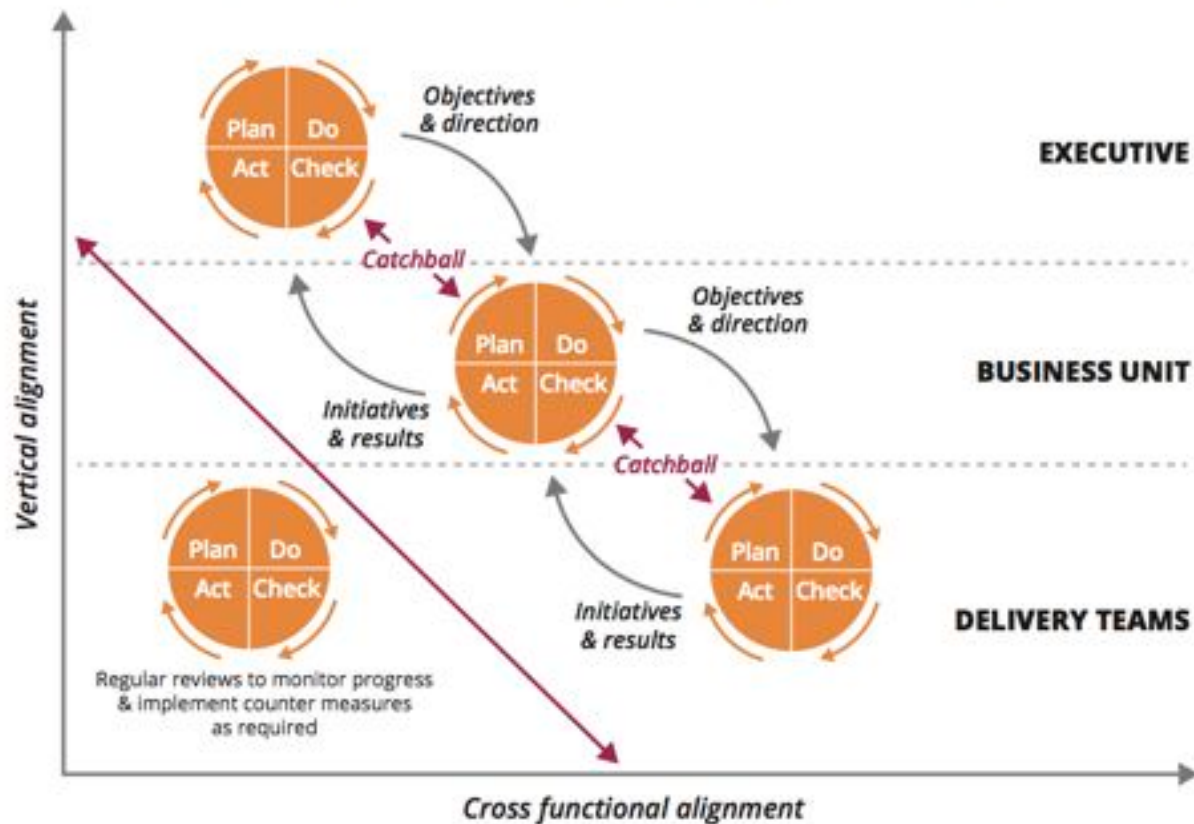 Plan Do
Act Check
Objectives
& direction
EXECUTIVE
Catchball
Plan Do
Act Check
Objectives
& direction
BUSINESS UNIT
Initiatives
& results
Catchball
Vertical alignment
Plan Do
Act Check
Regular reviews to monitor progress
& implement counter measures
as required
Plan Do
Act Check
Initiatives
& results
DELIVERY TEAMS
Cross functional alignment